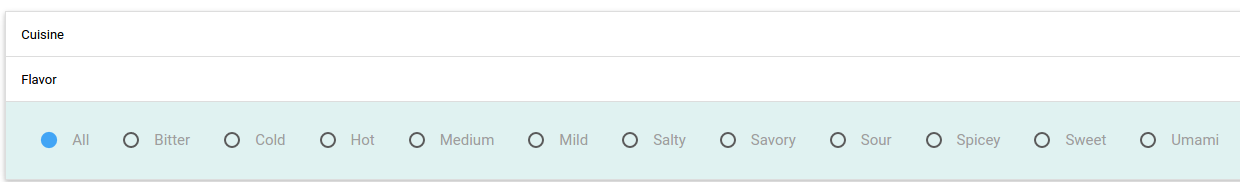 Cuisine
Flavor
All Bitter Cold Hot Medium Mild Salty Savory Sour Spicey Sweet Umami